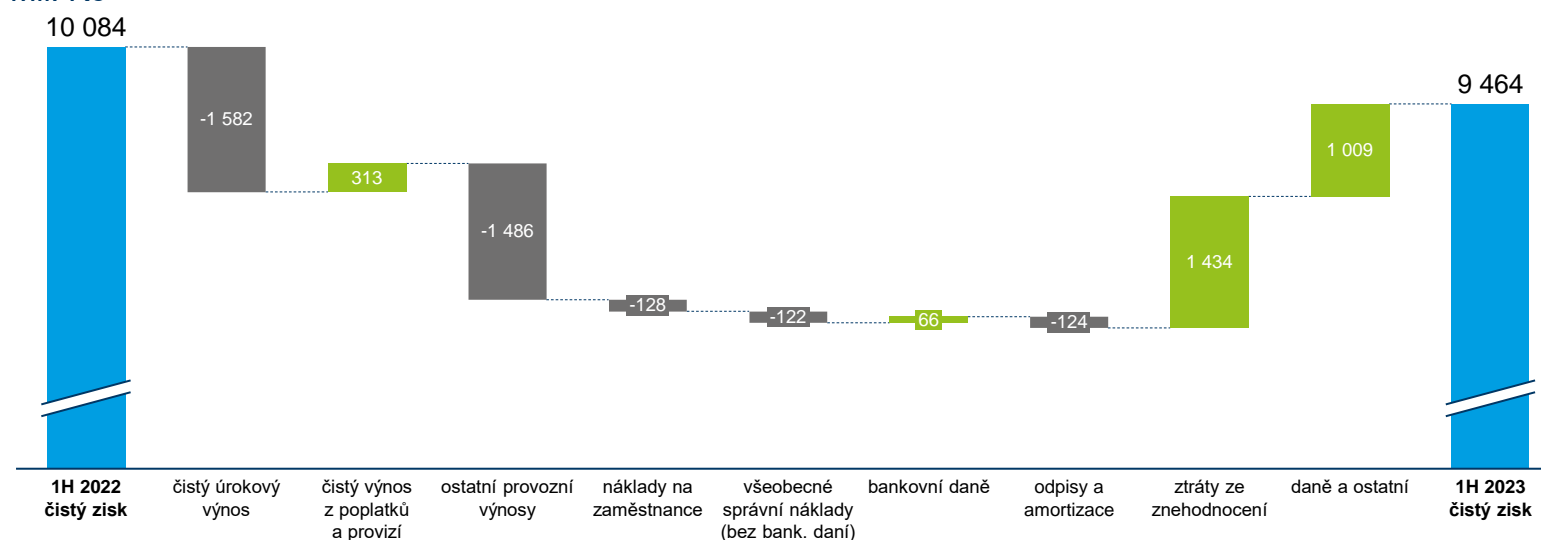 10 084
9 464
-1 582
313
-1 486
-128
-122
66
-124
1 434
1 009
1H 2022
čistý zisk
čistý úrokový
výnos
čistý výnos
z poplatků
a provizí
ostatní provozní
výnosy
náklady na
zaměstnance
všeobecné
správní náklady
(bez bank. daní)
bankovní daně
odpisy a
amortizace
ztráty ze
znehodnocení
daně a ostatní
1H 2023
čistý zisk